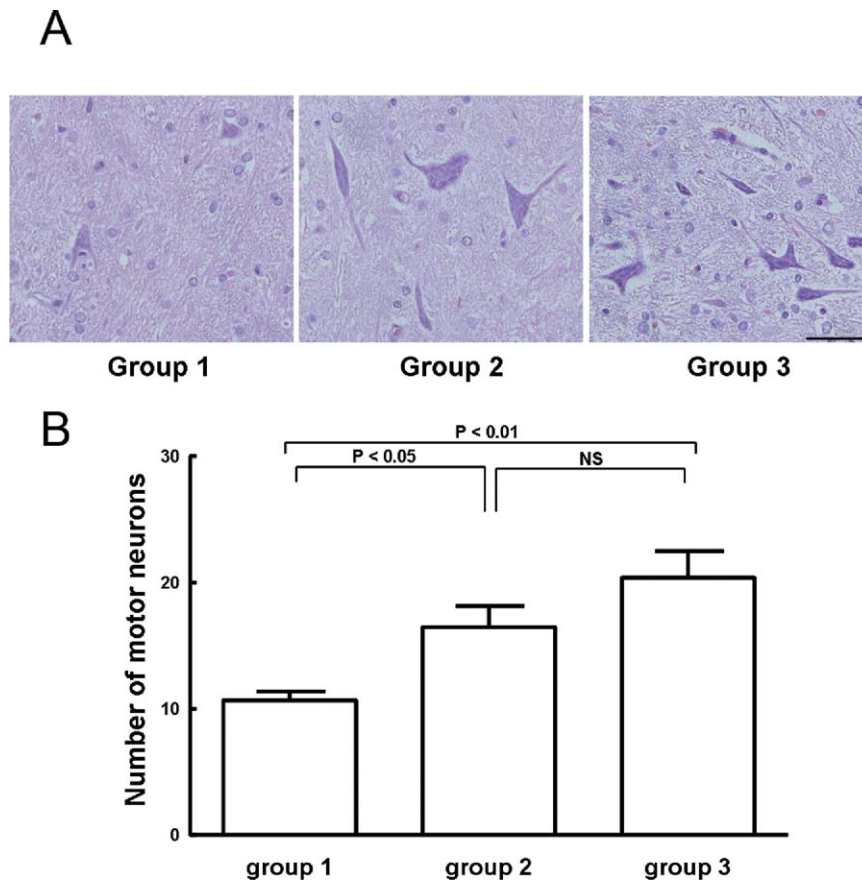 A
Group 1 Group 2 Group 3
B
Number of motor neurons
30
20
10
0
P < 0.01
P < 0.05 NS
group 1 group 2 group 3